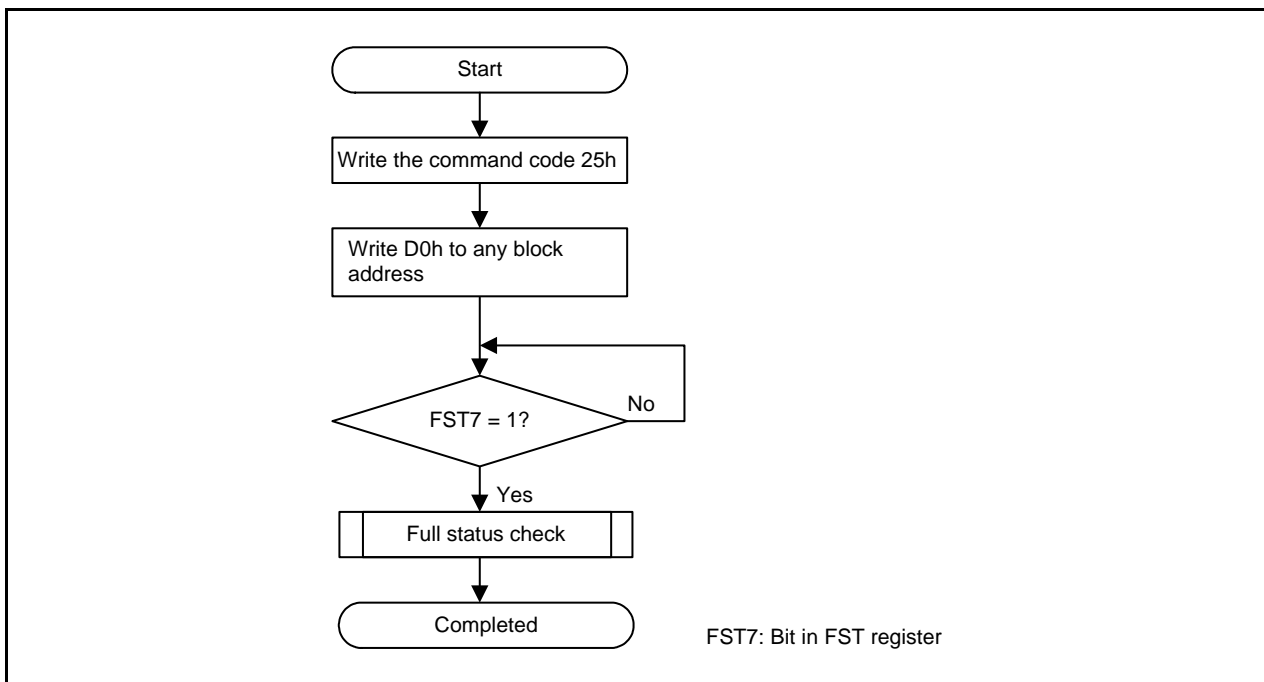 Start
Write the command code 25h
Write D0h to any block
address
FST7 = 1?
No
Yes
Full status check
Completed
FST7: Bit in FST register